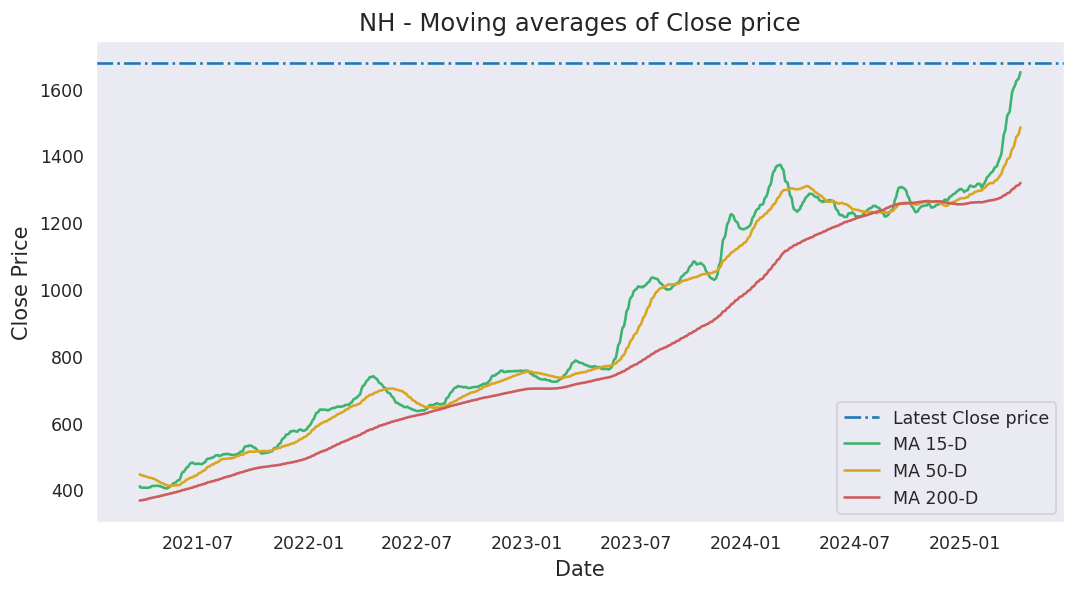 NH - Moving averages of Close price
Close Price
1600
1400
1200
1000
800
600
400
2021-07
2022-01
2022-07
2023-01
2023-07
2024-01
2024-07
2025-01
Date
Latest Close price
MA 15-D
MA 50-D
MA 200-D